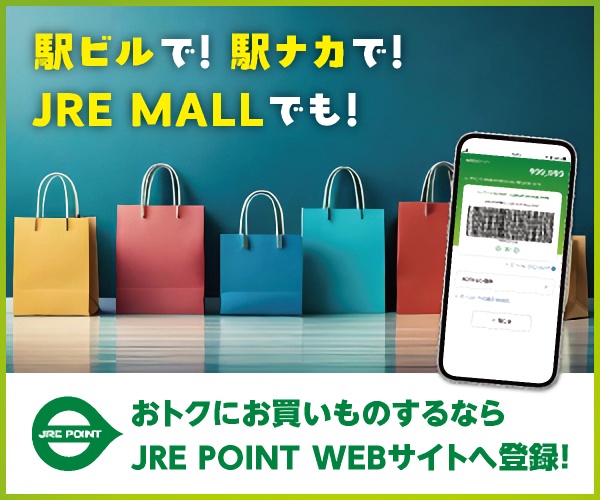 駅ビルで! 駅ナカで!
JRE MALLでも!
JRE POINT
おトクにお買いものするなら
JRE POINT WEBサイトへ登録!